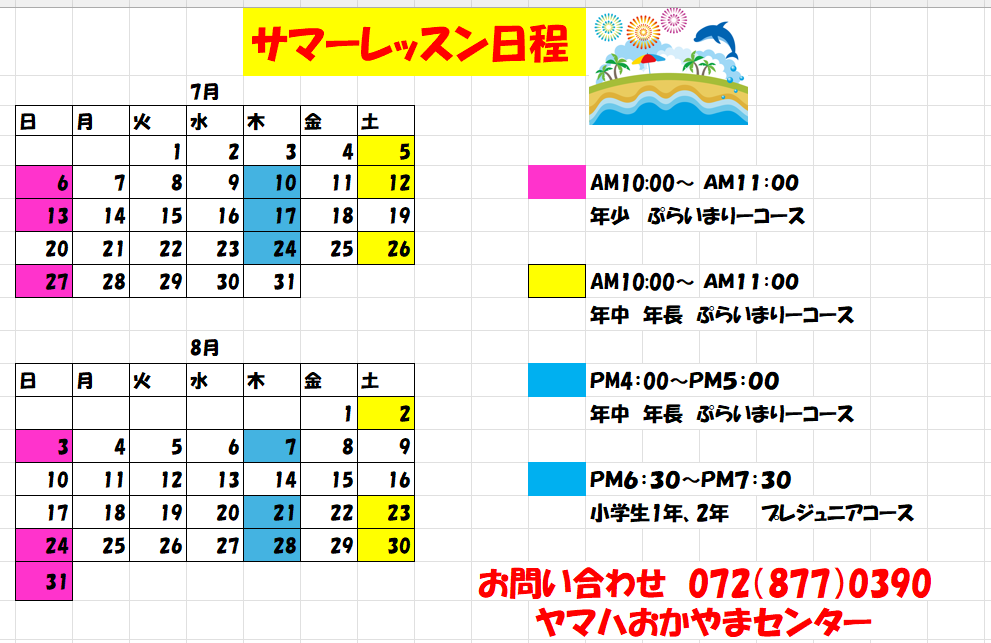 サマーレッスン日程
7月
日 月 火 水 木 金 土
1 2 3 4 5
6 7 8 9 10 11 12
13 14 15 16 17 18 19
20 21 22 23 24 25 26
27 28 29 30 31
8月
日 月 火 水 木 金 土
1 2
3 4 5 6 7 8 9
10 11 12 13 14 15 16
17 18 19 20 21 22 23
24 25 26 27 28 29 30
31
AM10:00～ AM11:00
年少 ぷらいまりーコース
AM10:00～ AM11:00
年中 年長 ぷらいまりーコース
PM4:00～PM5:00
年中 年長 ぷらいまりーコース
PM6:30～PM7:30
小学生1年、2年 プレジュニアコース
お問い合わせ 072(877)0390
ヤマハおかやまセンター